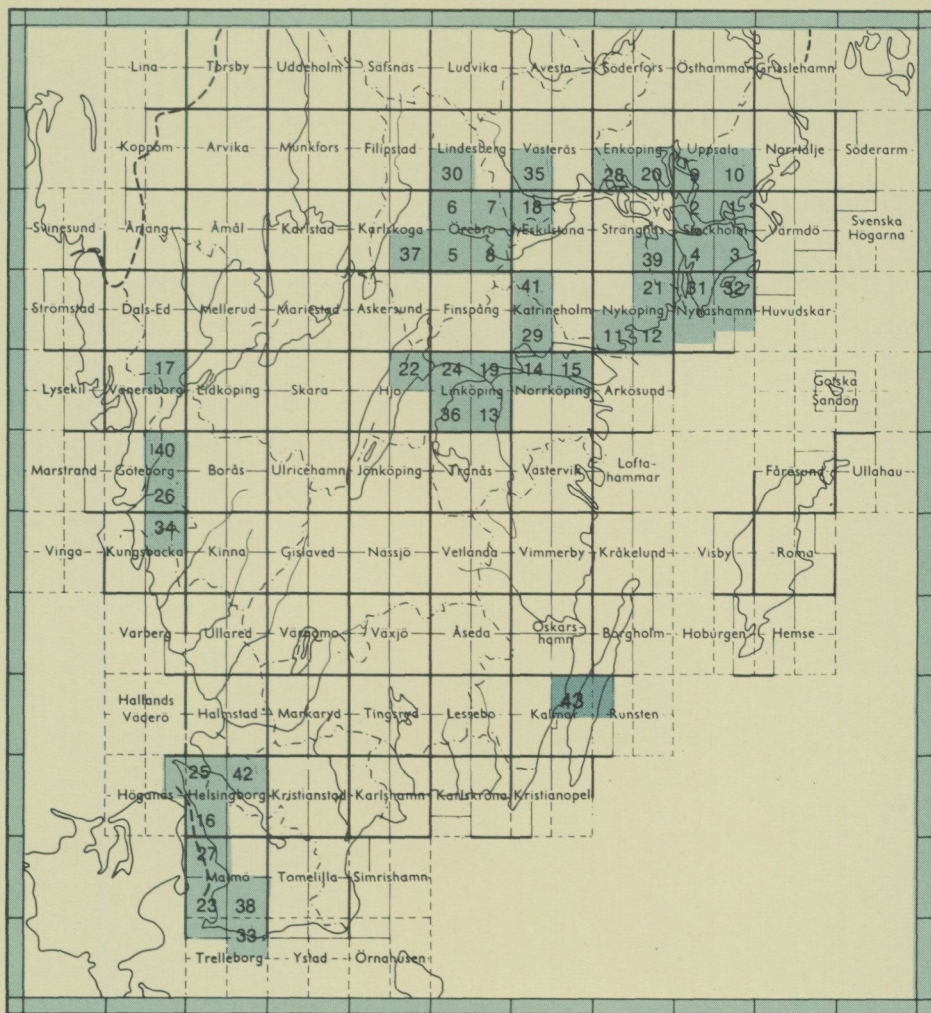 Lina Torsby Uddeholm Säfsnäs Ludvika Avesta Söderfors Östhammar Grisslehamn
Koppom Arvika Munkfors Filipstad Lindesberg Västerås Enköping Uppsala Norrtälje Söderarm
30 35 28 20 9 10
6 7 18 2 1
Svinesund Årjäng Åmål Karlstad Karlskoga Örebro Eskilstuna Strängnäs Stockholm Värmdö Svenska Högarna
37 5 8 39 4 3
41 21 31 32
Strömstad Dals-Ed Mellerud Mariestad Askersund Finspång Katrineholm Nyköping Nynäshamn Huvudskär
29 11 12
17 22 24 19 14 15
Lysekil Vänersborg Lidköping Skara Hjo Linköping Norrköping Arkösund Gotska Sandön
36 13
40
Marstrand Göteborg Borås Ulricehamn Jönköping Tranås Västervik Lofta-hammar Fårösund Ullahau
26
34
Vinga Kungsbacka Kinna Gislaved Nässjö Vetlanda Vimmerby Kråkelund Visby Roma
Varberg Ullared Värnamo Växjö Åseda Oskars-hamn Borgholm Hoburgen Hemse
43
Hallands Väderö Halmstad Markaryd Tingsryd Lessebo Kalmar Runsten
25 42
Höganäs Helsingborg Kristianstad Karlshamn Karlskrona Kristianopel
16
27
Malmö Tomelilla Simrishamn
23 38
33
Trelleborg Ystad Örnahusen